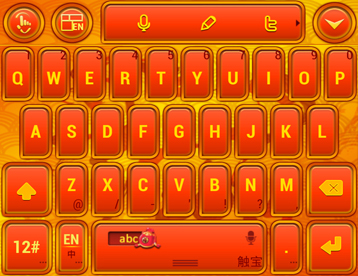 EN
1 2 3 4 5 6 7 8 9 0
Q W E R T Y U I O P
A S D F G H J K L
Z X C V B N M
@ / - ' ! ? "
12# EN abc .
中 触宝